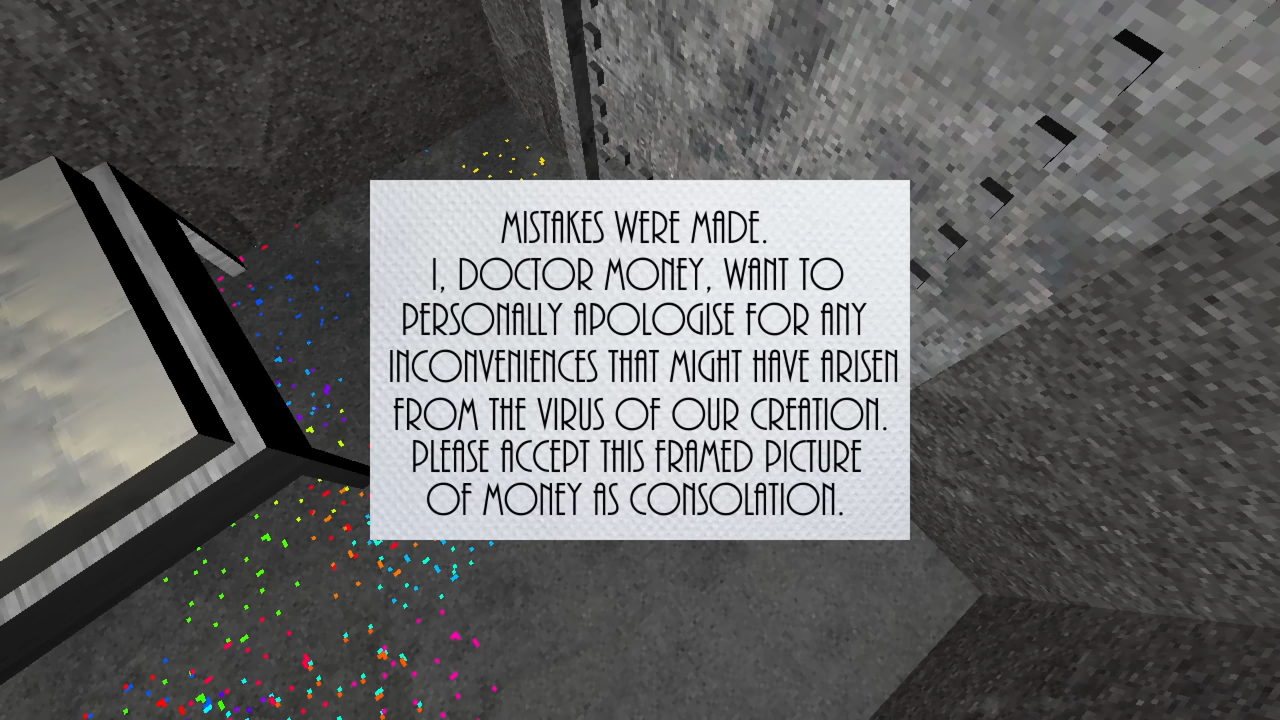 MISTAKES WERE MADE.
I, DOCTOR MONEY, WANT TO
PERSONALLY APOLOGISE FOR ANY
INCONVENIENCES THAT MIGHT HAVE ARISEN
FROM THE VIRUS OF OUR CREATION.
PLEASE ACCEPT THIS FRAMED PICTURE
OF MONEY AS CONSOLATION.